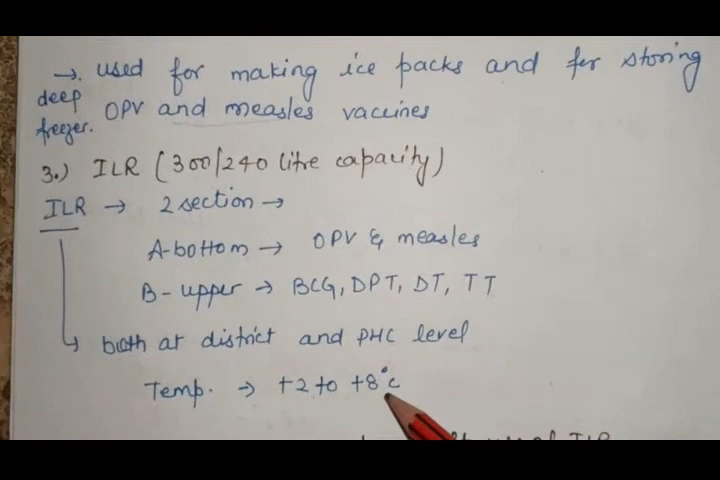 →. used for making ice packs and for storing
deep freezer. OPV and measles vaccines
3.) ILR (300/240 litre capacity)
ILR → 2 section →
A-bottom → OPV & measles
B-upper → BCG, DPT, DT, TT
both at district and PHC level
Temp. → +2 to +8°c
of ILR